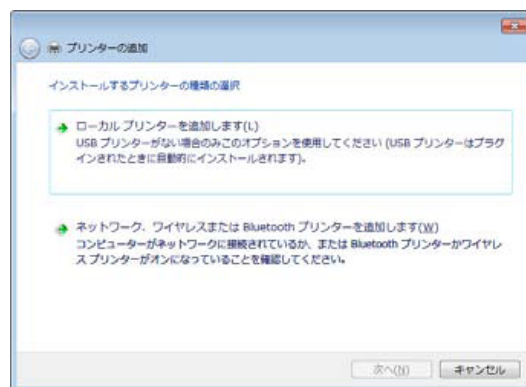 プリンターの追加
インストールするプリンターの種類の選択
ローカル プリンターを追加します(L)
USB プリンターがない場合のみこのオプションを使用してください (USB プリンターはプラグ
インされたときに自動的にインストールされます)。
ネットワーク、ワイヤレスまたは Bluetooth プリンターを追加します(W)
コンピューターがネットワークに接続されているか、または Bluetooth プリンターかワイヤレ
ス プリンターがオンになっていることを確認してください。
次へ(N)
キャンセル